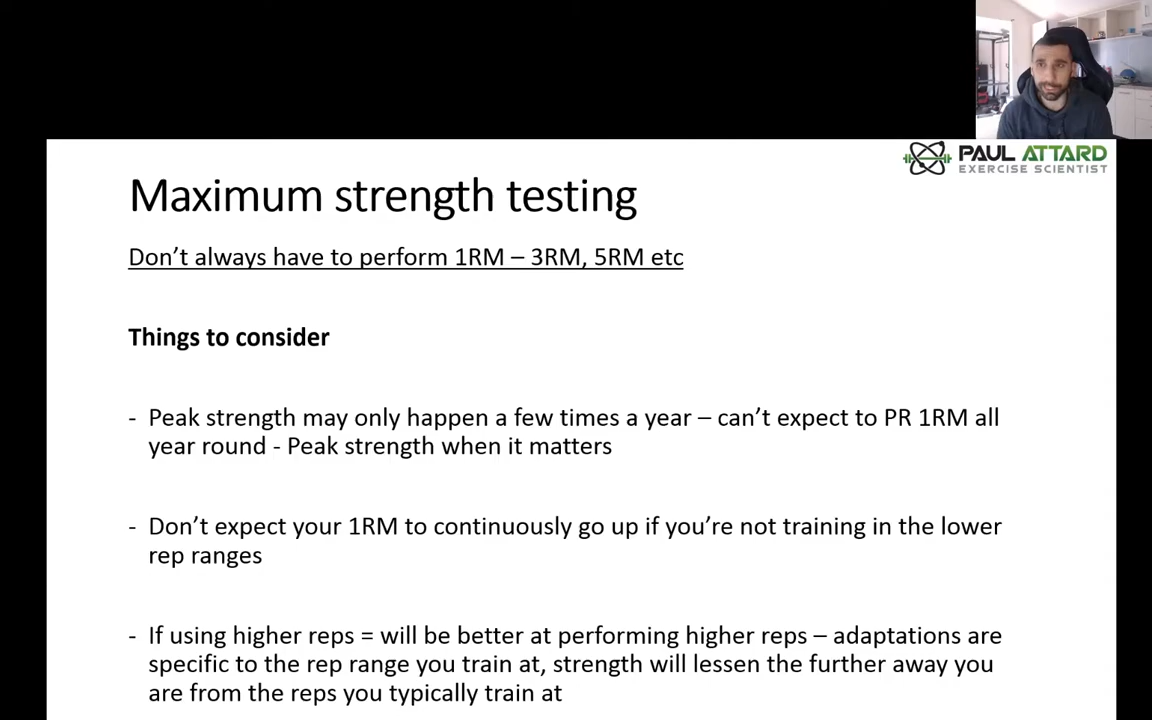 PAUL ATTARD
EXERCISE SCIENTIST
Maximum strength testing
Don’t always have to perform 1RM – 3RM, 5RM etc
Things to consider
- Peak strength may only happen a few times a year – can’t expect to PR 1RM all
year round - Peak strength when it matters
- Don’t expect your 1RM to continuously go up if you’re not training in the lower
rep ranges
- If using higher reps = will be better at performing higher reps – adaptations are
specific to the rep range you train at, strength will lessen the further away you
are from the reps you typically train at